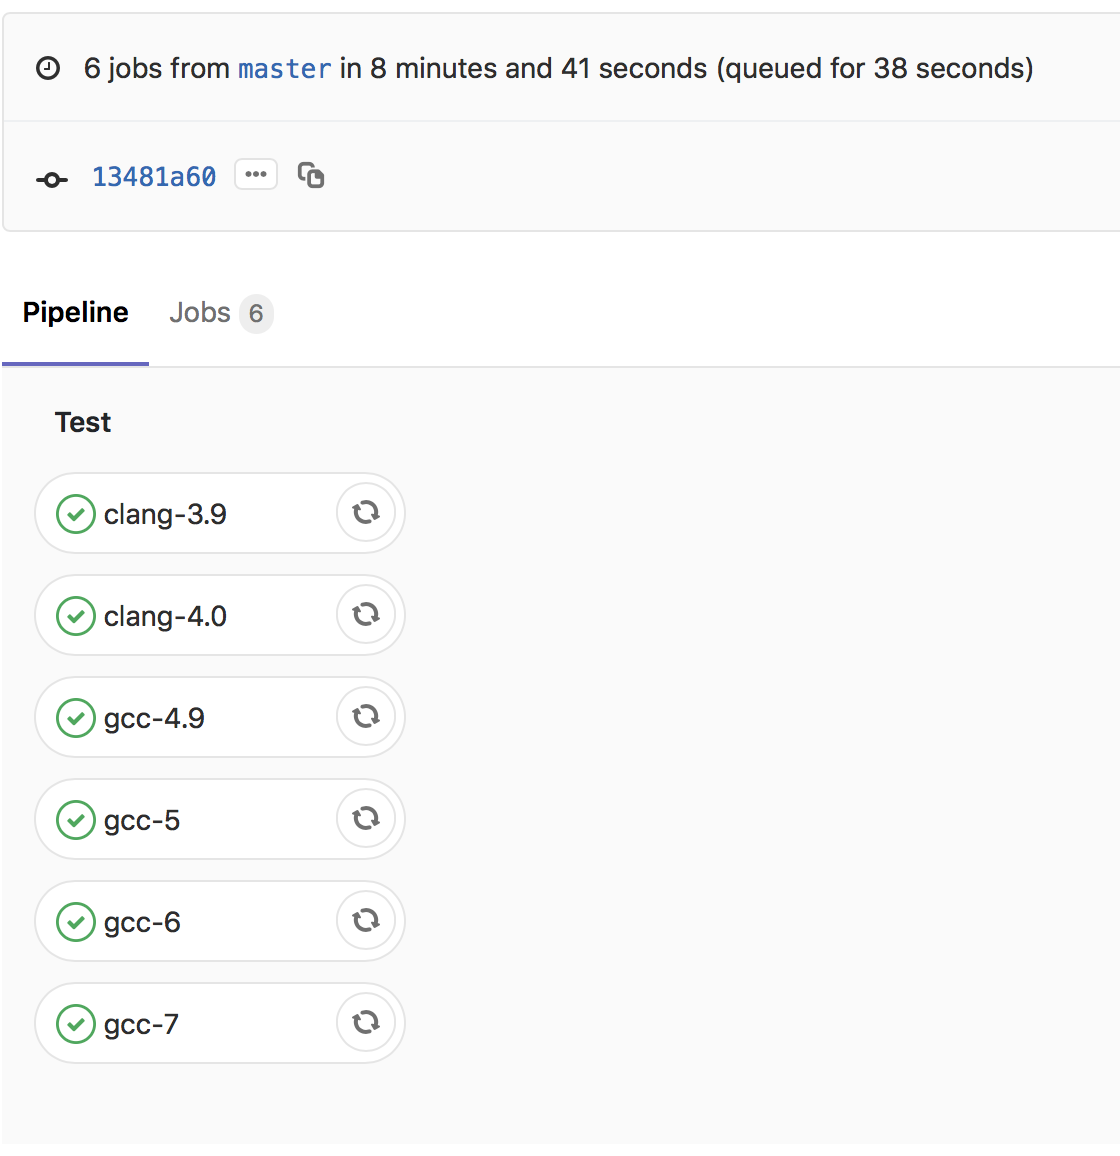 6 jobs from master in 8 minutes and 41 seconds (queued for 38 seconds)
13481a60
Pipeline Jobs 6
Test
clang-3.9
clang-4.0
gcc-4.9
gcc-5
gcc-6
gcc-7